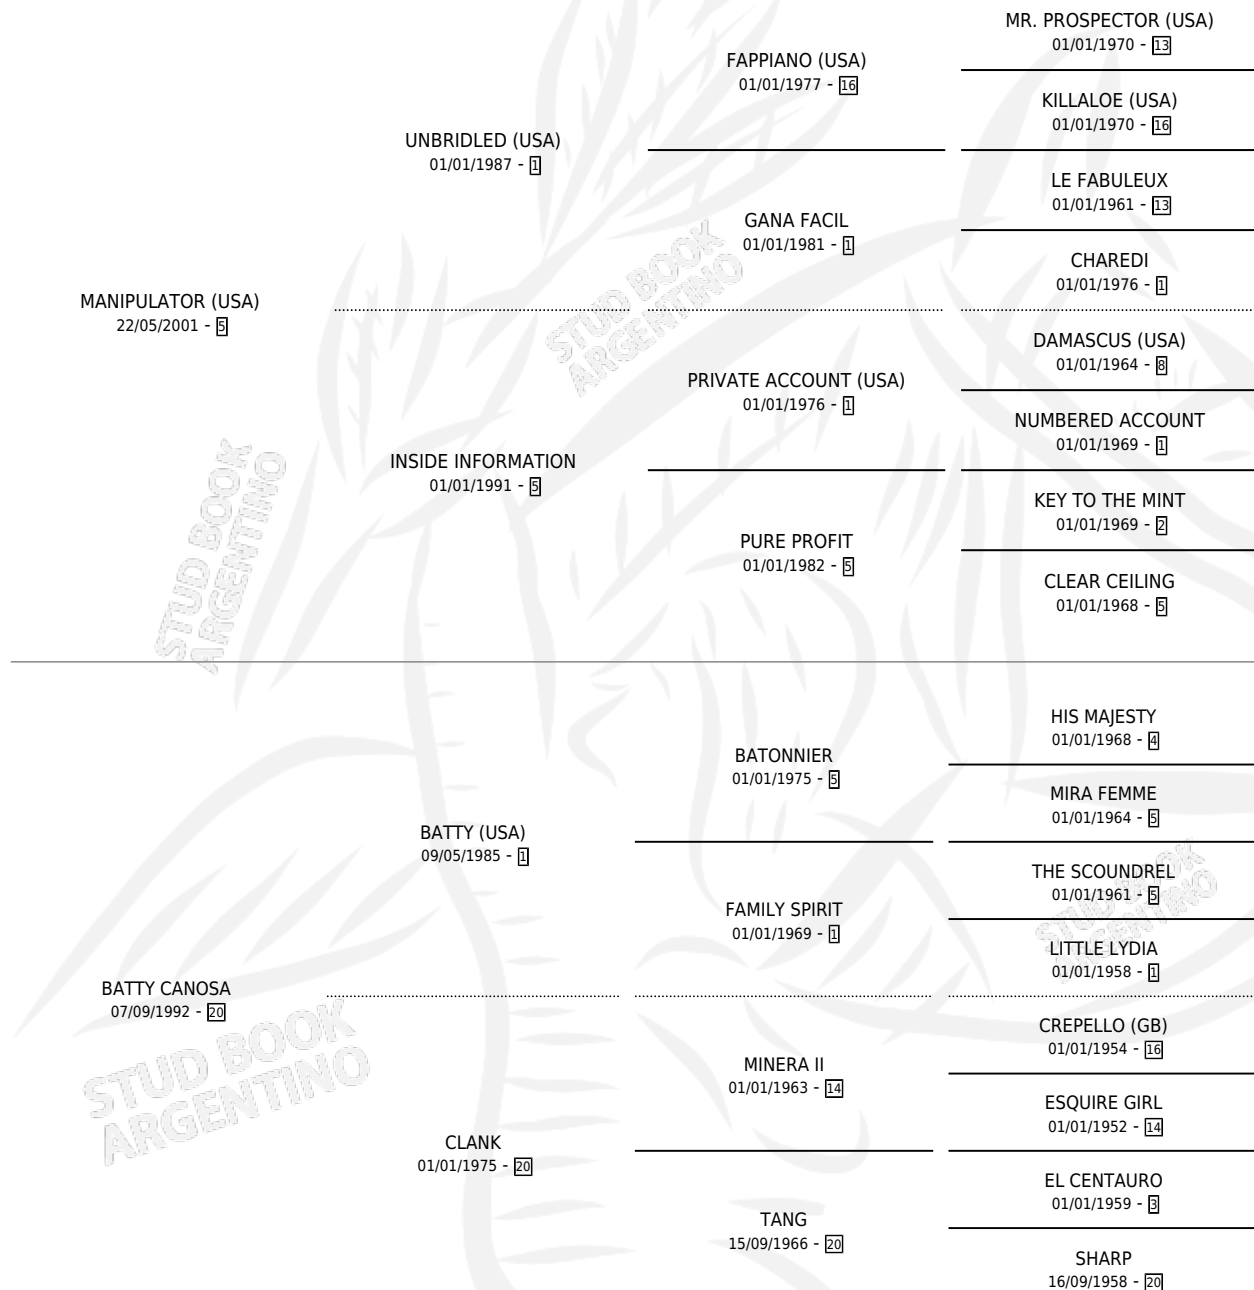 MR. PROSPECTOR (USA)
01/01/1970 - 13
FAPPIANO (USA)
01/01/1977 - 16
KILLALOE (USA)
01/01/1970 - 16
UNBRIDLED (USA)
01/01/1987 - 1
LE FABULEUX
01/01/1961 - 13
GANA FACIL
01/01/1981 - 1
CHAREDI
01/01/1976 - 1
MANIPULATOR (USA)
22/05/2001 - 5
DAMASCUS (USA)
01/01/1964 - 8
PRIVATE ACCOUNT (USA)
01/01/1976 - 1
NUMBERED ACCOUNT
01/01/1969 - 1
INSIDE INFORMATION
01/01/1991 - 5
KEY TO THE MINT
01/01/1969 - 2
PURE PROFIT
01/01/1982 - 5
CLEAR CEILING
01/01/1968 - 5
HIS MAJESTY
01/01/1968 - 4
BATONNIER
01/01/1975 - 5
MIRA FEMME
01/01/1964 - 5
BATTY (USA)
09/05/1985 - 1
THE SCOUNDREL
01/01/1961 - 5
FAMILY SPIRIT
01/01/1969 - 1
LITTLE LYDIA
01/01/1958 - 1
BATTY CANOSA
07/09/1992 - 20
CREPELLO (GB)
01/01/1954 - 16
MINERA II
01/01/1963 - 14
ESQUIRE GIRL
01/01/1952 - 14
CLANK
01/01/1975 - 20
EL CENTAURO
01/01/1959 - 3
TANG
15/09/1966 - 20
SHARP
16/09/1958 - 20
STUD BOOK
ARGENTINO
STUD BOOK
ARGENTINO
STUD BOOK
ARGENTINO
STUD BOOK
ARGENTINO